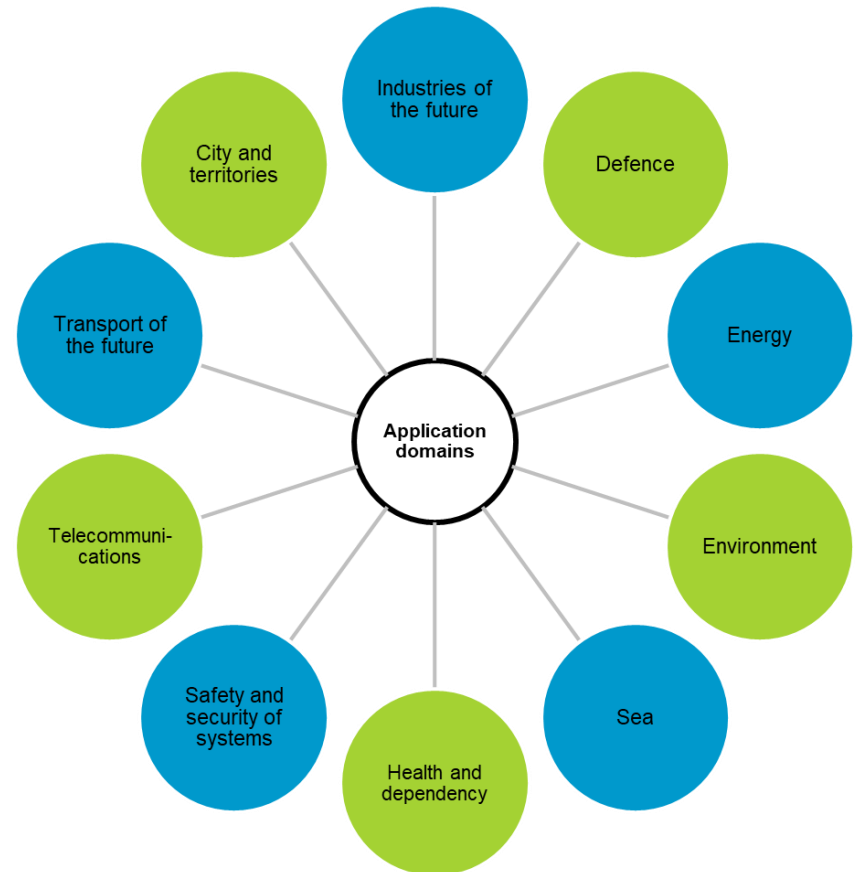 Industries of
the future
Defence
Energy
Environment
Sea
Health and
dependency
Safety and
security of
systems
Telecommuni-
cations
Transport of
the future
City and
territories
Application
domains